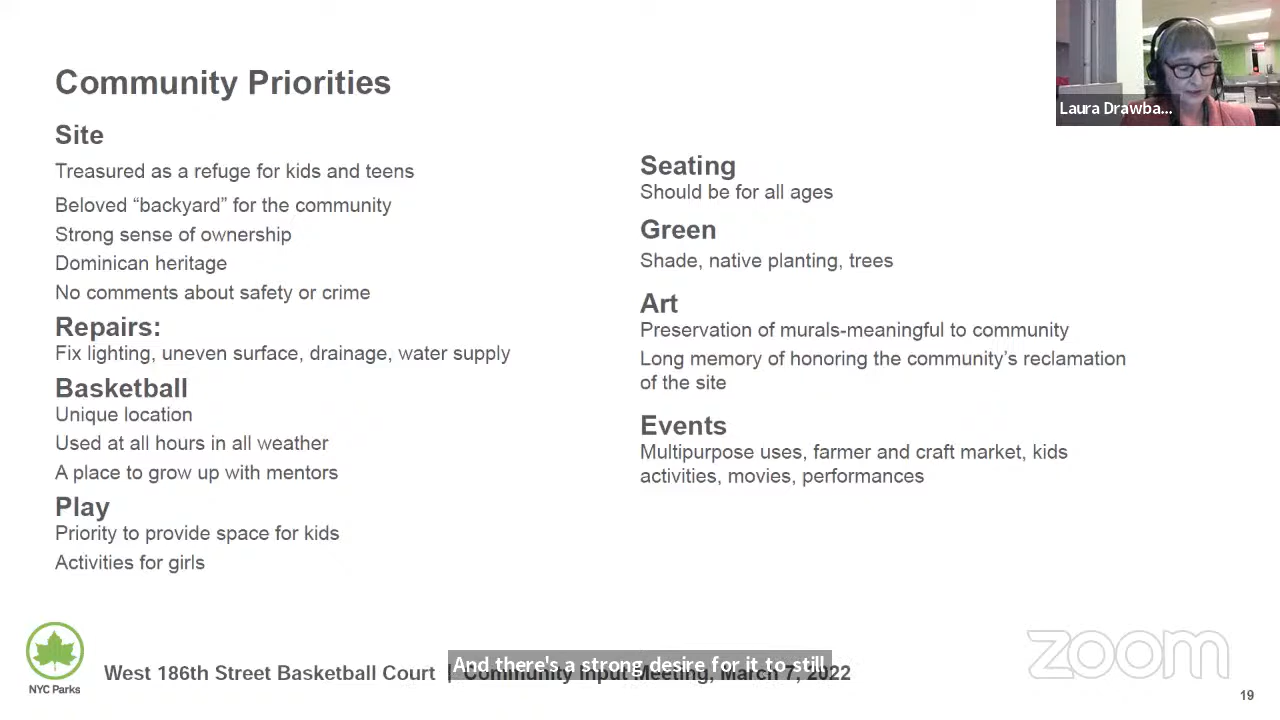 Community Priorities
Site
Treasured as a refuge for kids and teens
Beloved “backyard” for the community
Strong sense of ownership
Dominican heritage
No comments about safety or crime
Repairs:
Fix lighting, uneven surface, drainage, water supply
Basketball
Unique location
Used at all hours in all weather
A place to grow up with mentors
Play
Priority to provide space for kids
Activities for girls
Seating
Should be for all ages
Green
Shade, native planting, trees
Art
Preservation of murals-meaningful to community
Long memory of honoring the community’s reclamation
of the site
Events
Multipurpose uses, farmer and craft market, kids
activities, movies, performances
Laura Drawba...
And there's a strong desire for it to still
NYC Parks
West 186th Street Basketball Court | Community Input Meeting, March 7, 2022
zoom
19